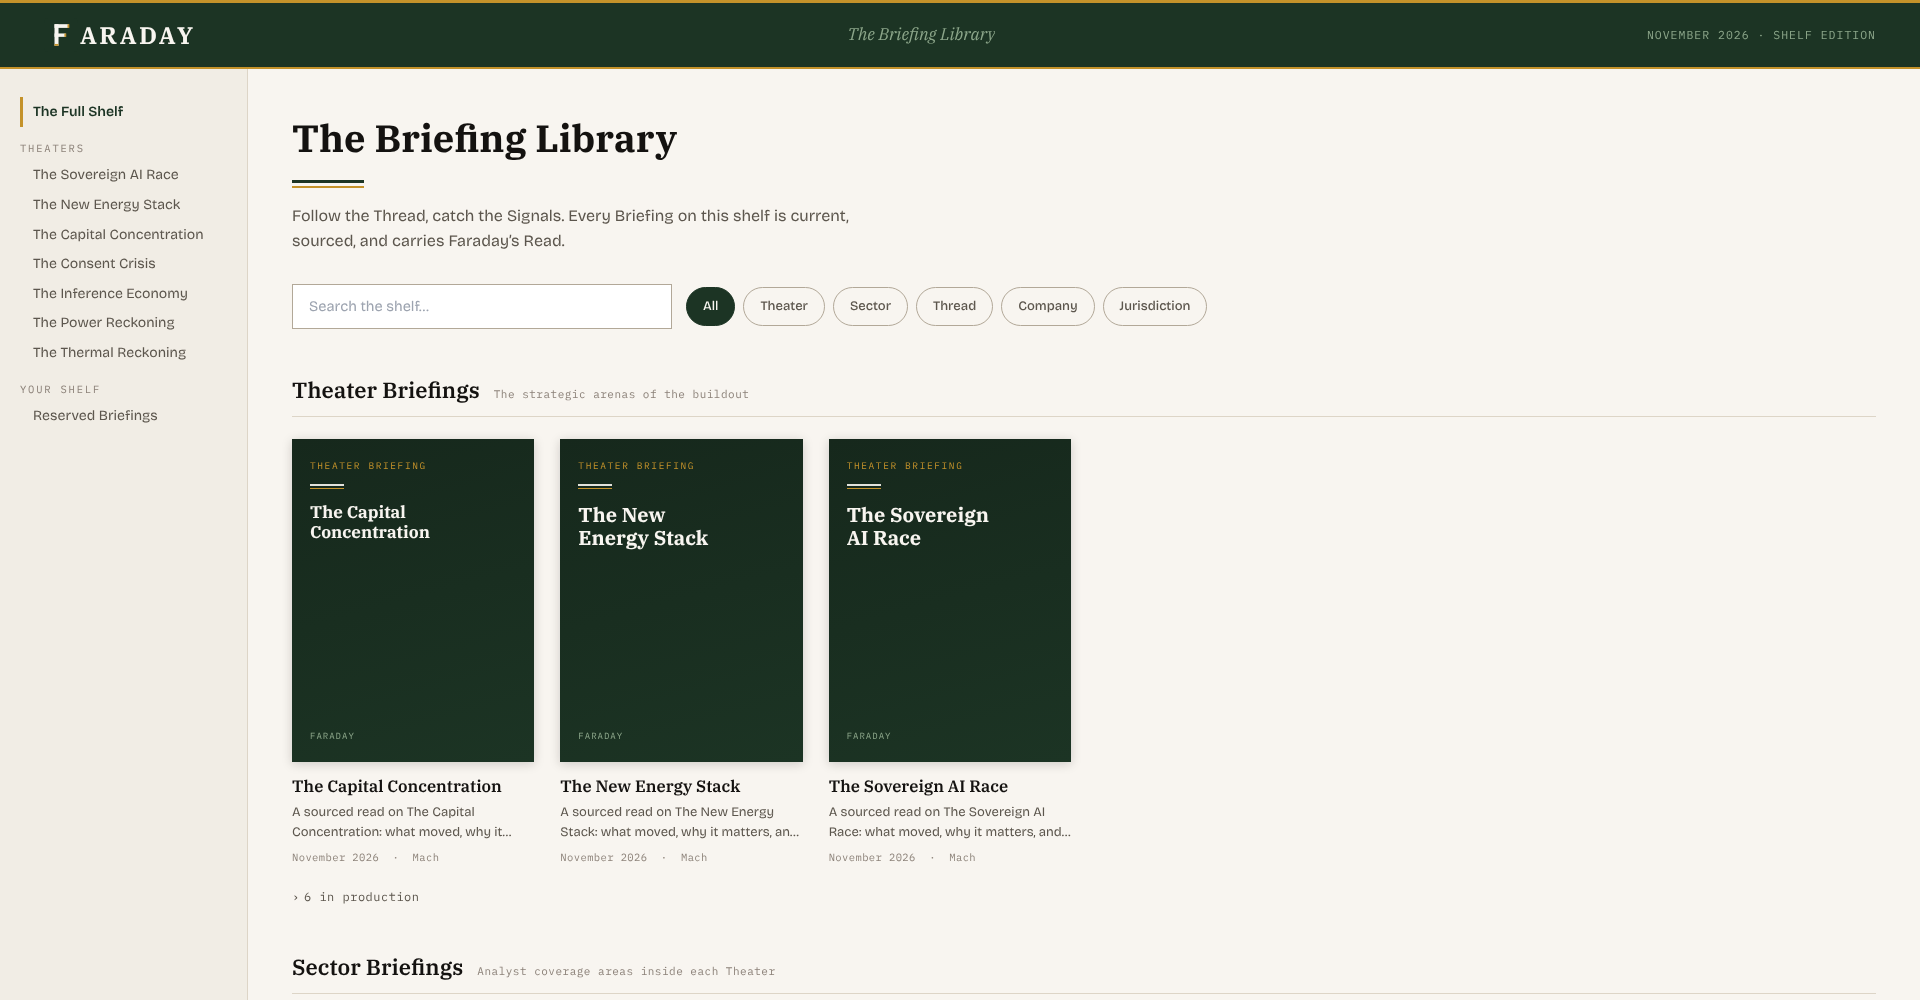 FARADAY
The Briefing Library
NOVEMBER 2026 · SHELF EDITION
The Full Shelf
THEATERS
The Sovereign AI Race
The New Energy Stack
The Capital Concentration
The Consent Crisis
The Inference Economy
The Power Reckoning
The Thermal Reckoning
YOUR SHELF
Reserved Briefings
The Briefing Library
Follow the Thread, catch the Signals. Every Briefing on this shelf is current,
sourced, and carries Faraday's Read.
Search the shelf...
All
Theater
Sector
Thread
Company
Jurisdiction
Theater Briefings
The strategic arenas of the buildout
THEATER BRIEFING
The Capital
Concentration
FARADAY
The Capital Concentration
A sourced read on The Capital
Concentration: what moved, why it...
November 2026 · Mach
THEATER BRIEFING
The New
Energy Stack
FARADAY
The New Energy Stack
A sourced read on The New Energy
Stack: what moved, why it matters, an...
November 2026 · Mach
THEATER BRIEFING
The Sovereign
AI Race
FARADAY
The Sovereign AI Race
A sourced read on The Sovereign AI
Race: what moved, why it matters, and...
November 2026 · Mach
› 6 in production
Sector Briefings
Analyst coverage areas inside each Theater